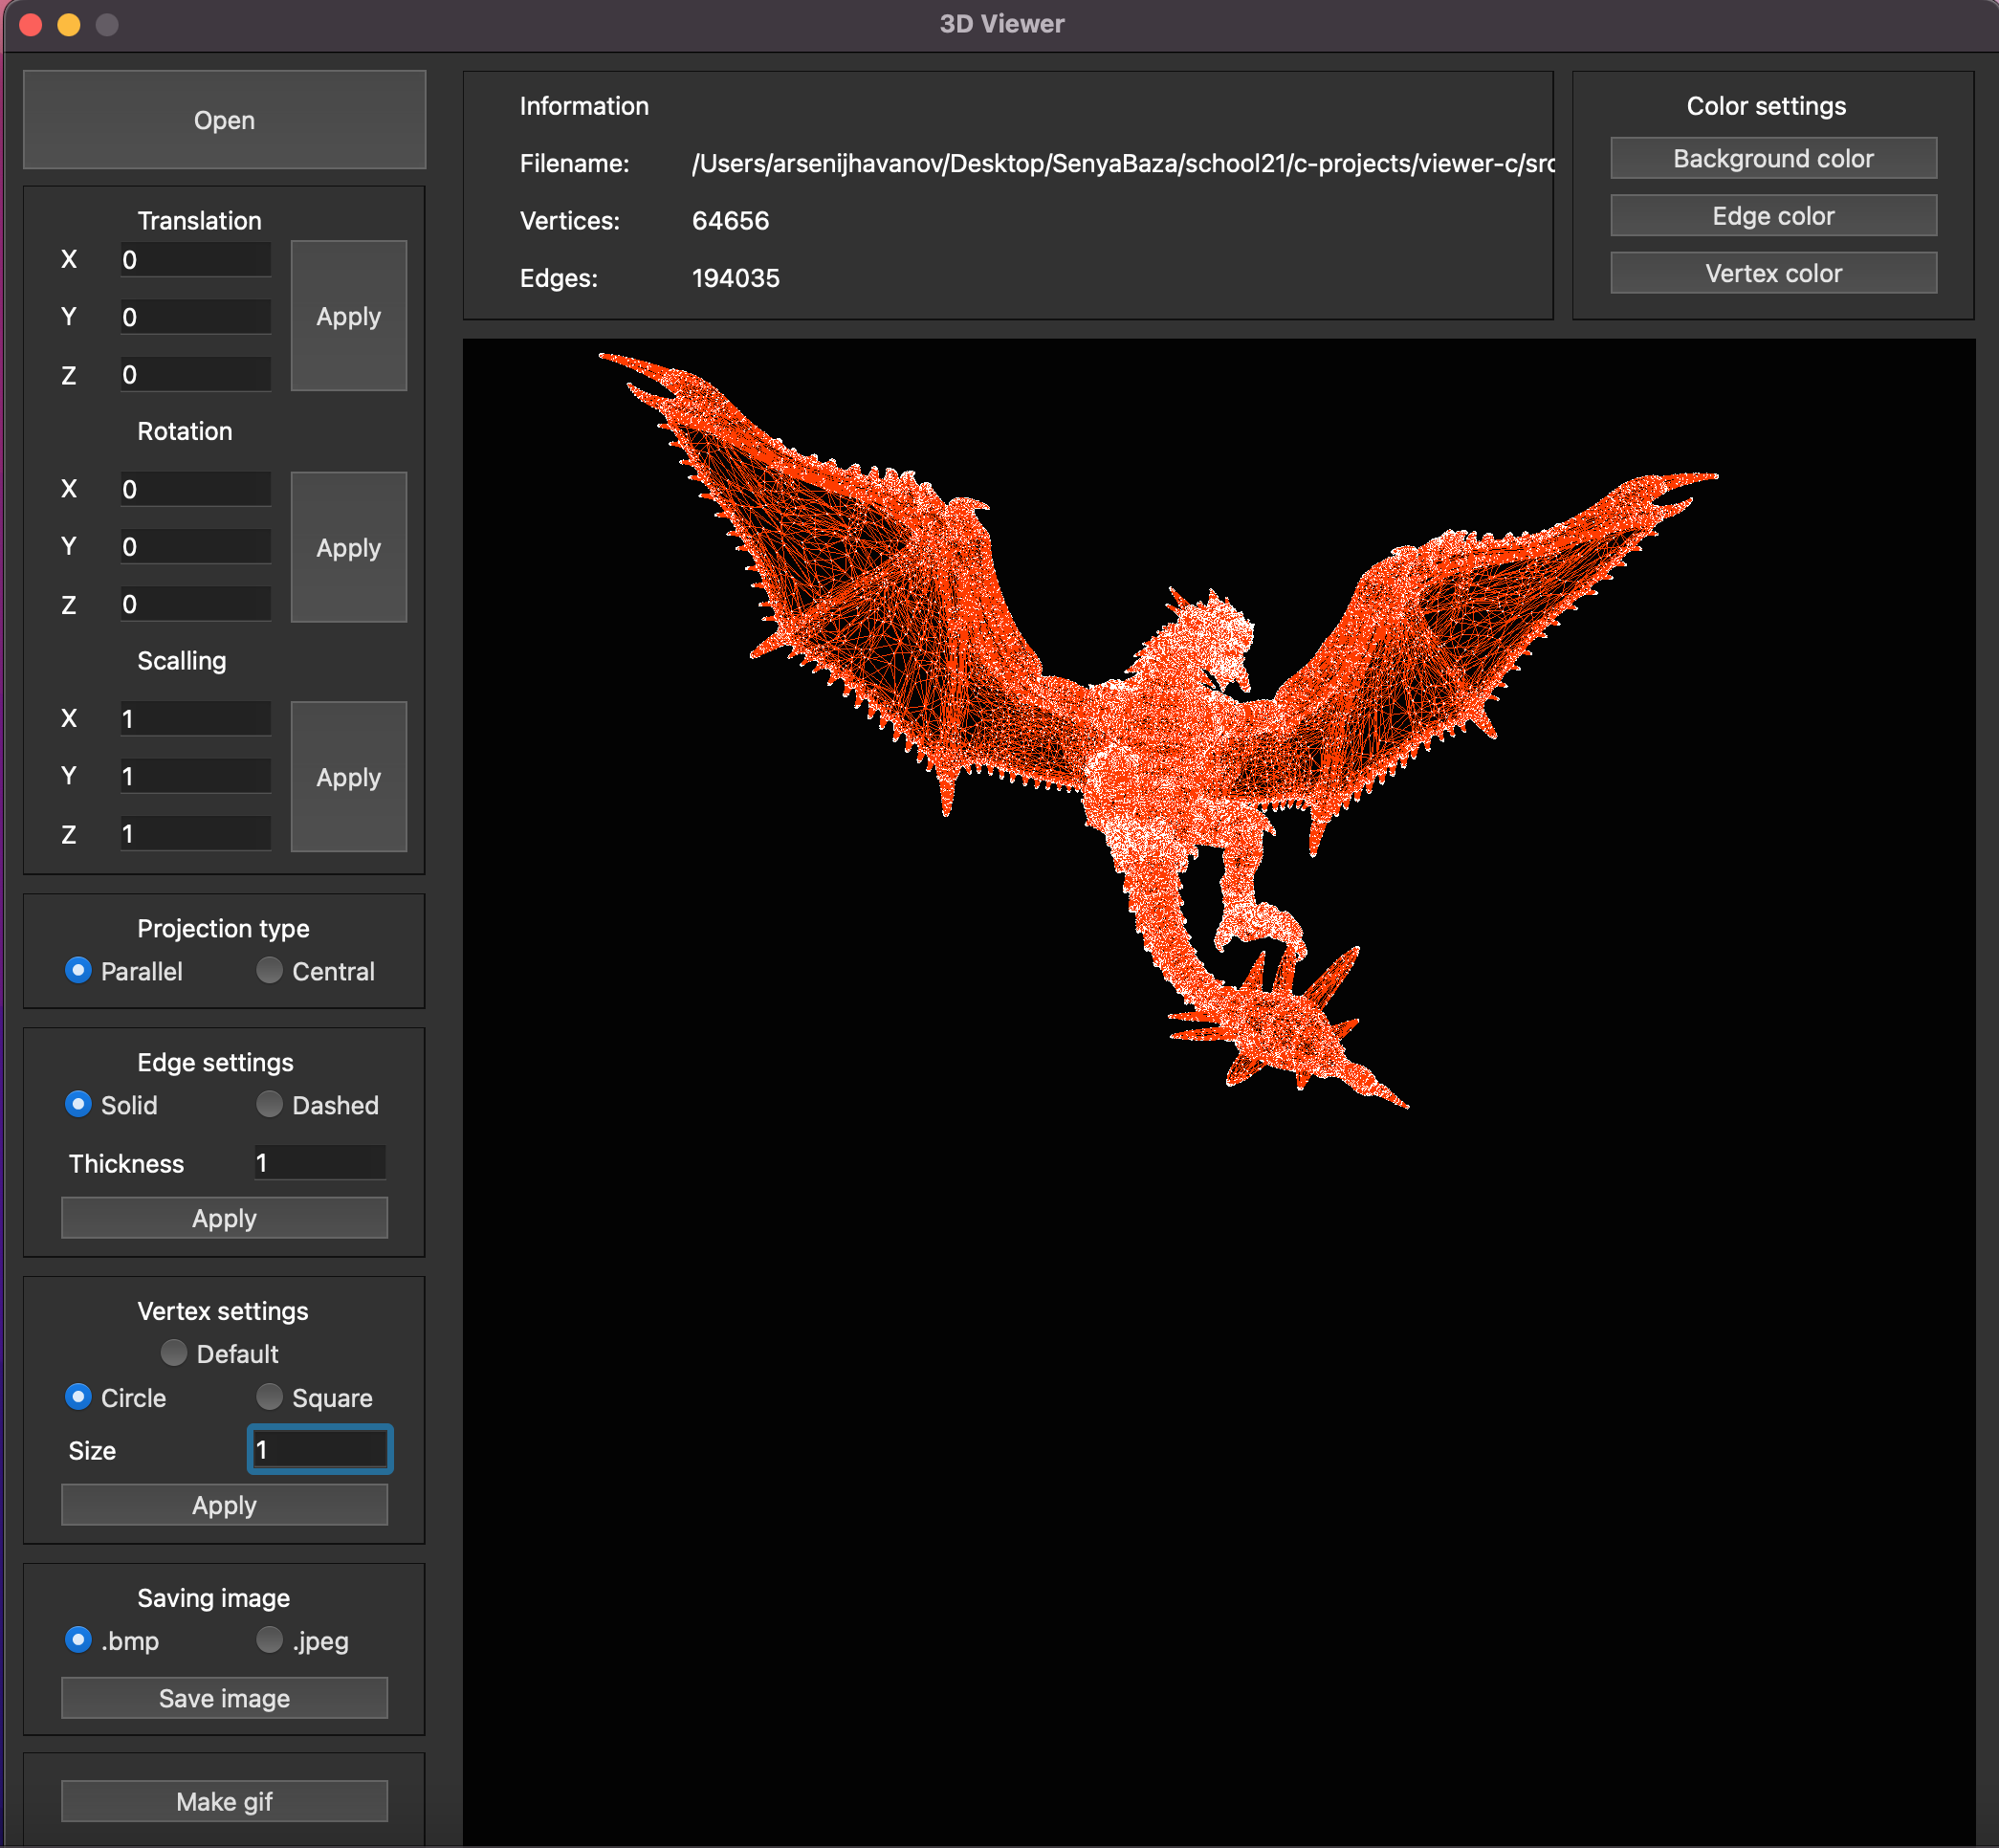 3D Viewer
Open
Information
Filename: /Users/arsenijhavanov/Desktop/SenyaBaza/school21/c-projects/viewer-c/src
Vertices: 64656
Edges: 194035
Color settings
Background color
Edge color
Vertex color
Translation
X 0
Y 0
Z 0
Apply
Rotation
X 0
Y 0
Z 0
Apply
Scalling
X 1
Y 1
Z 1
Apply
Projection type
Parallel Central
Edge settings
Solid Dashed
Thickness 1
Apply
Vertex settings
Default
Circle Square
Size 1
Apply
Saving image
.bmp .jpeg
Save image
Make gif